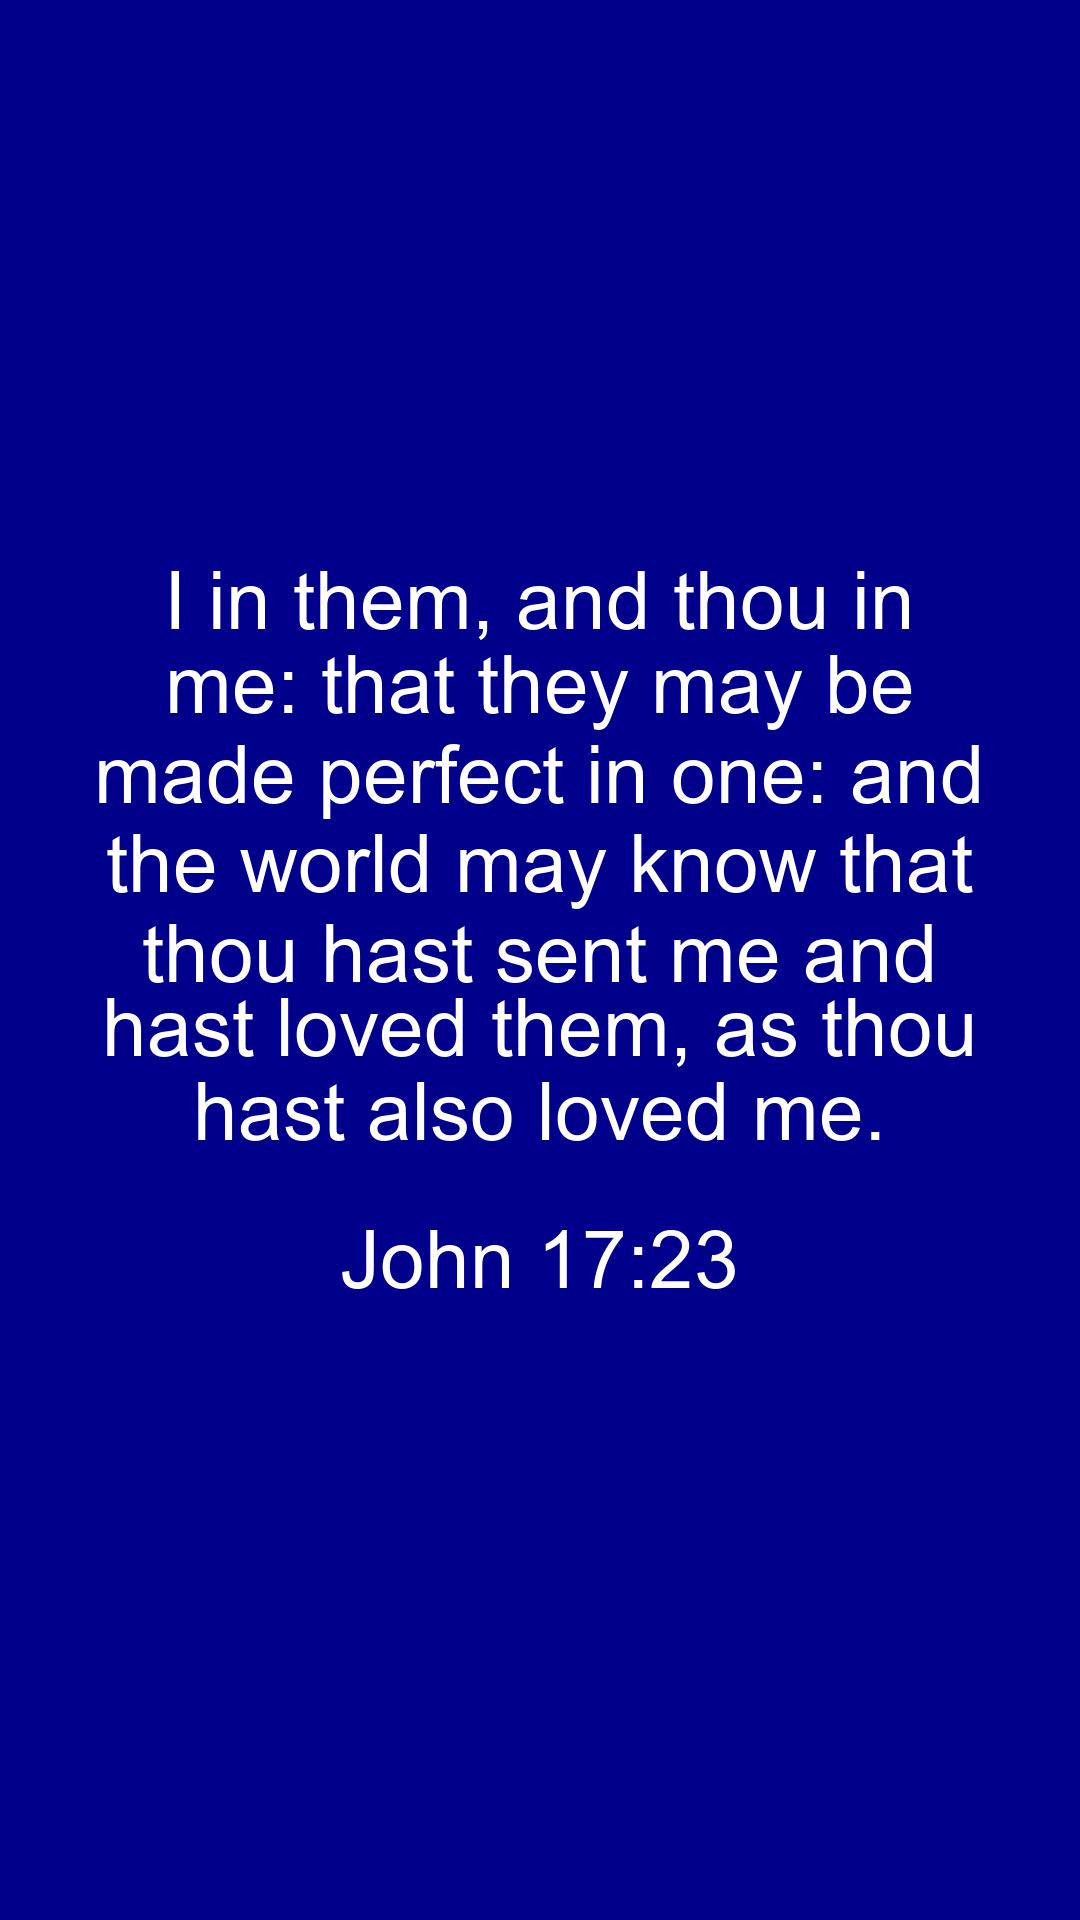 I in them, and thou in
me: that they may be
made perfect in one: and
the world may know that
thou hast sent me and
hast loved them, as thou
hast also loved me.
John 17:23